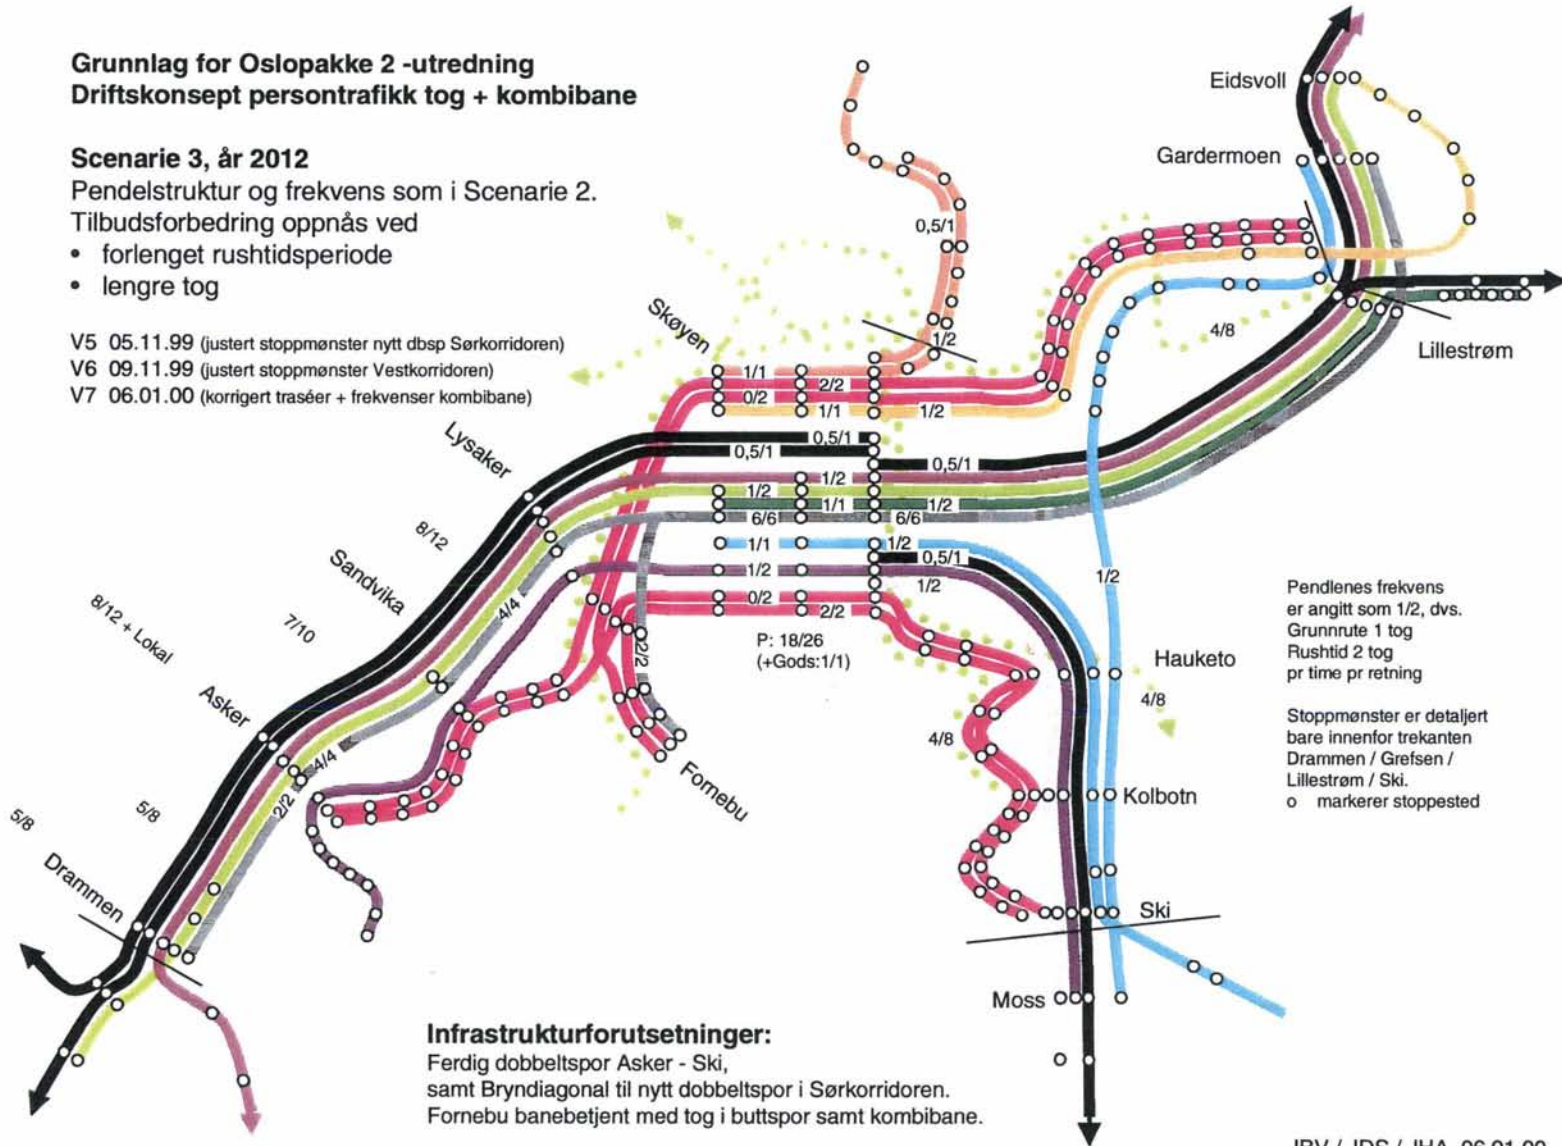 Grunnlag for Oslopakke 2 -utredning
Driftskonsept persontrafikk tog + kombibane
Scenarie 3, år 2012
Pendelstruktur og frekvens som i Scenarie 2.
Tilbudsforbedring oppnås ved
• forlenget rushtidsperiode
• lengre tog
V5 05.11.99 (justert stoppmønster nytt dbsp Sørkorridoren)
V6 09.11.99 (justert stoppmønster Vestkorridoren)
V7 06.01.00 (korrigert traséer + frekvenser kombibane)
Eidsvoll
Gardermoen
Lillestrøm
Skøyen
Lysaker
Sandvika
Asker
Drammen
Fornebu
Hauketo
Kolbotn
Ski
Moss
0,5/1
1/2
4/8
1/1
2/2
0/2
1/1
1/2
0,5/1
0,5/1
0,5/1
1/2
1/2
1/1
1/2
6/6
6/6
1/1
1/2
0,5/1
1/2
1/2
0/2
2/2
1/2
P: 18/26
(+Gods:1/1)
8/12
7/10
8/12 + Lokal
5/8
5/8
4/4
4/4
2/2
2/2
4/8
4/8
Pendlenes frekvens
er angitt som 1/2, dvs.
Grunnrute 1 tog
Rushtid 2 tog
pr time pr retning
Stoppmønster er detaljert
bare innenfor trekanten
Drammen / Grefsen /
Lillestrøm / Ski.
o markerer stoppested
Infrastrukturforutsetninger:
Ferdig dobbeltspor Asker - Ski,
samt Bryndiagonal til nytt dobbeltspor i Sørkorridoren.
Fornebu banebetjent med tog i buttspor samt kombibane.